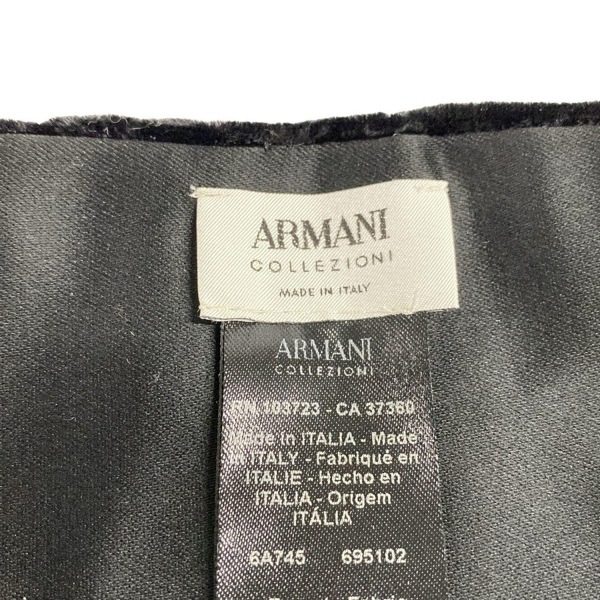 ARMANI
COLLEZIONI
MADE IN ITALY
ARMANI
COLLEZIONI
RN 103723 - CA 37360
Made in ITALIA - Made
ITALY - Fabriqué en
ITALIE - Hecho en
ITALIA - Origem
ITÁLIA
6A745 695102